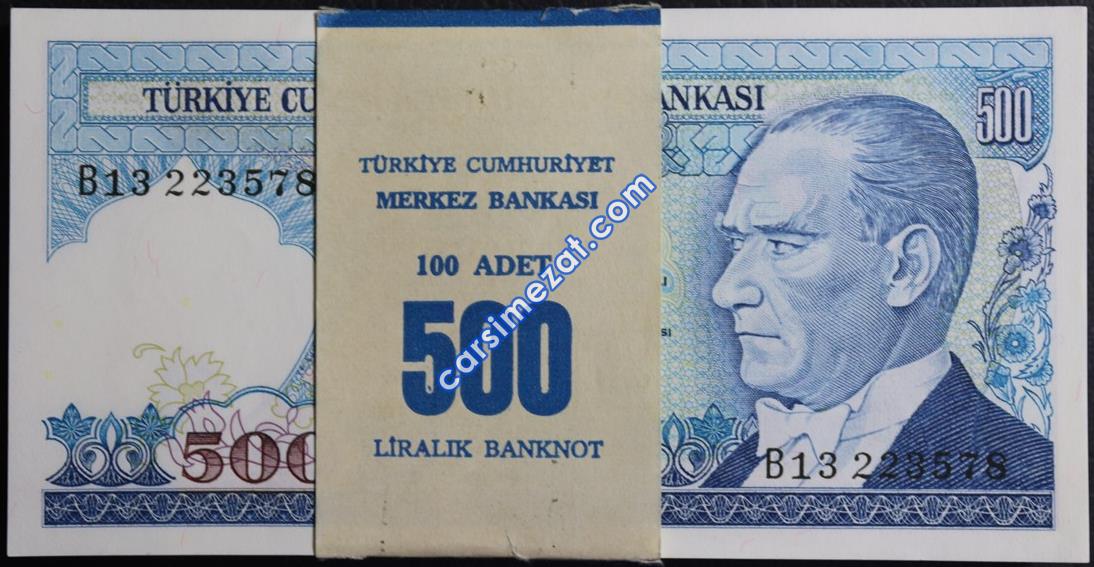 TÜRKİYE CU
ANKASI
500
B13 223578
TÜRKİYE CUMHURİYET
MERKEZ BANKASI
100 ADET
500
LİRALIK BANKNOT
carsimezat.com
500
B13 223578